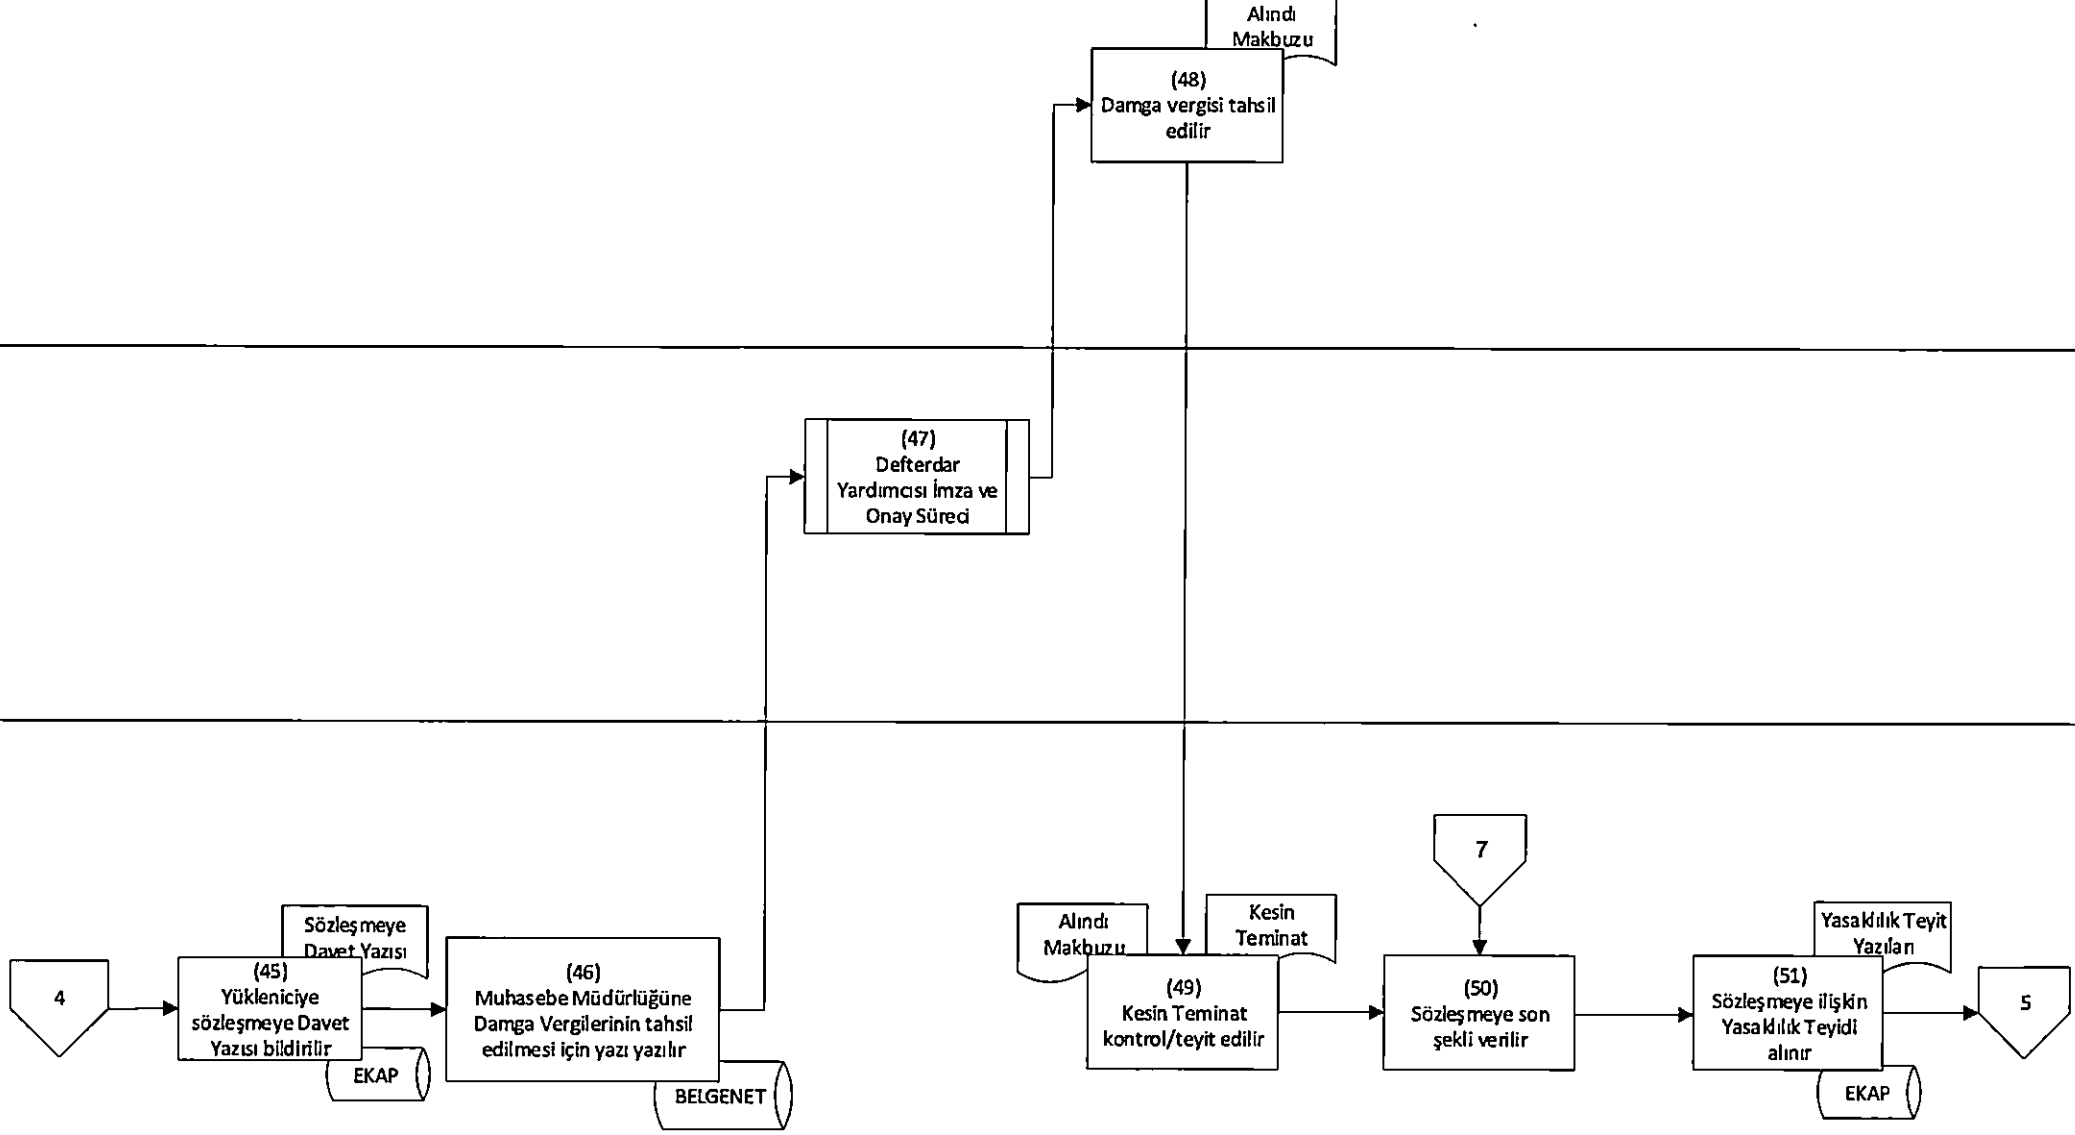 Alındı
Makbuzu
(48)
Damga vergisi tahsil
edilir
(47)
Defterdar
Yardımcısı İmza ve
Onay Süreci
7
Sözleşmeye
Davet Yazısı
4
(45)
Yükleniciye
sözleşmeye Davet
Yazısı bildirilir
EKAP
(46)
Muhasebe Müdürlüğüne
Damga Vergilerinin tahsil
edilmesi için yazı yazılır
BELGENET
Alındı
Makbuzu
Kesin
Teminat
(49)
Kesin Teminat
kontrol/teyit edilir
(50)
Sözleşmeye son
şekli verilir
Yasaklılık Teyit
Yazıları
(51)
Sözleşmeye ilişkin
Yasaklılık Teyidi
alınır
EKAP
5